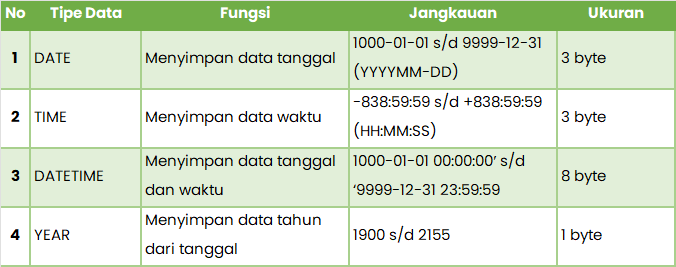 No Tipe Data Fungsi Jangkauan Ukuran
1 DATE Menyimpan data tanggal 1000-01-01 s/d 9999-12-31
(YYYYMM-DD) 3 byte
2 TIME Menyimpan data waktu -838:59:59 s/d +838:59:59
(HH:MM:SS) 3 byte
3 DATETIME Menyimpan data tanggal
dan waktu 1000-01-01 00:00:00’ s/d
‘9999-12-31 23:59:59 8 byte
4 YEAR Menyimpan data tahun
dari tanggal 1900 s/d 2155 1 byte